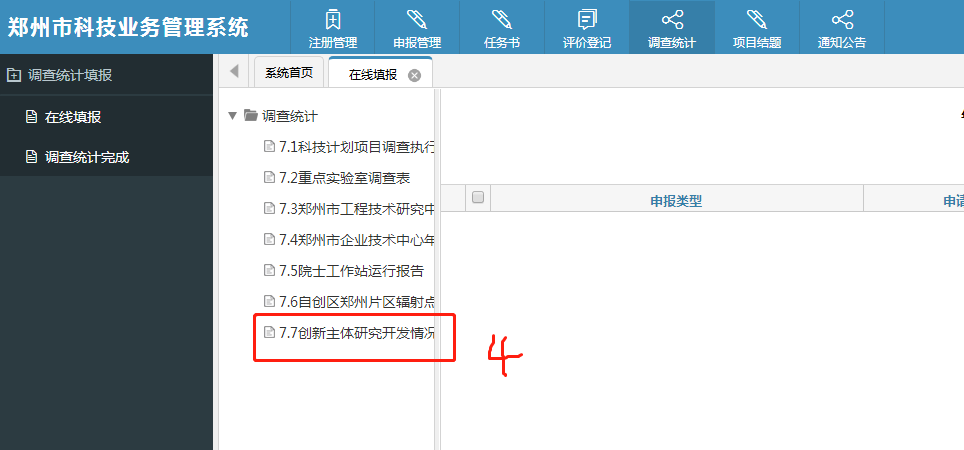 郑州市科技业务管理系统
注册管理
申报管理
任务书
评价登记
调查统计
项目结题
通知公告
调查统计填报
在线填报
调查统计完成
系统首页
在线填报
调查统计
7.1科技计划项目调查执行
7.2重点实验室调查表
7.3郑州市工程技术研究中
7.4郑州市企业技术中心年
7.5院士工作站运行报告
7.6自创区郑州片区辐射点
7.7创新主体研究开发情况
4
申报类型
申请